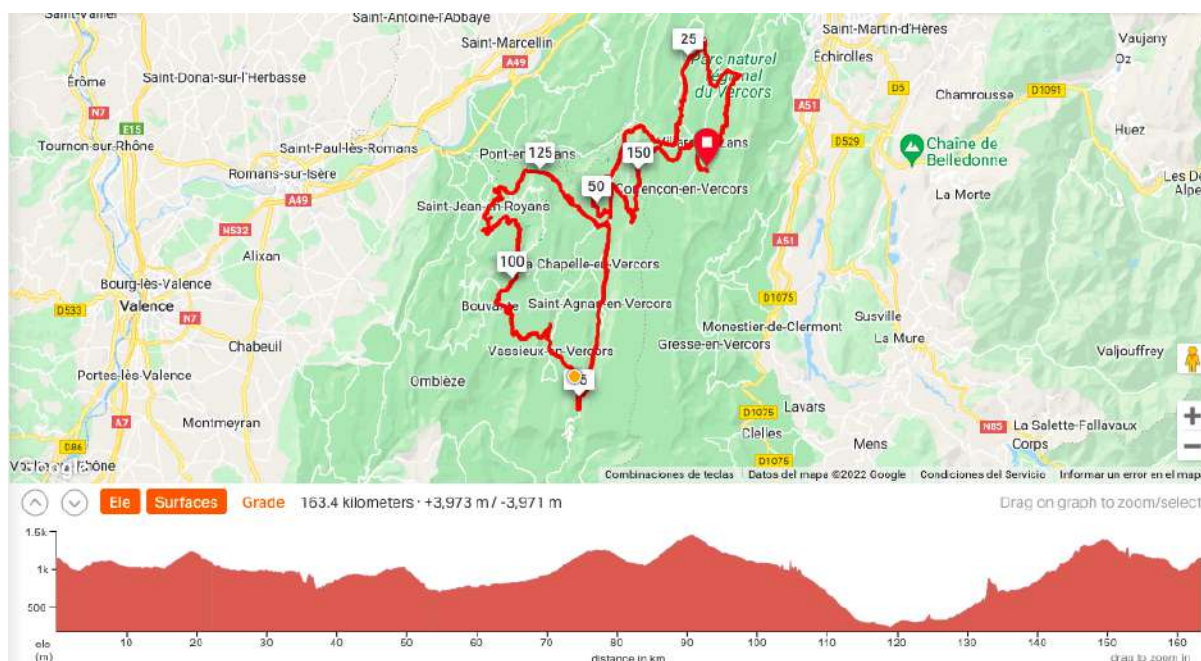 Saint-Vallier
Saint-Antoine-l'Abbaye
Saint-Marcellin
Saint-Martin-d'Hères
Vaujany
Oz
25
Érôme
Saint-Donat-sur-l'Herbasse
A49
Échirolles
Parc naturel
régional
du Vercors
N7
A51
D5
Chamrousse
D1091
E15
Huez
Tournon-sur-Rhône
Saint-Paul-lès-Romans
125
150
D529
Chaîne de
Belledonne
Romans-sur-Isère
50
Corrençon-en-Vercors
La Morte
A49
Saint-Jean-en-Royans
N532
A51
Alixan
100
La Chapelle-en-Vercors
Bourg-lès-Valence
Valence
D533
N7
Bouvante
Saint-Agnan-en-Vercors
D1075
Susville
Monestier-de-Clermont
La Mure
Chabeuil
Vassieux-en-Vercors
Gresse-en-Vercors
Valjouffrey
Portes-lès-Valence
Omblèze
A7
Montmeyran
D1075
Lavars
N85
La Salette-Fallavaux
Clelles
Corps
D86
Mens
D1075
Google
Combinaciones de teclas
Datos del mapa ©2022 Google
Condiciones del Servicio
Informar un error en el mapa
Ele
Surfaces
Grade
163.4 kilometers · +3,973 m / -3,971 m
Drag on graph to zoom/select
1.5k
1k
500
ele
(m)
10 20 30 40 50 60 70 80 90 100 110 120 130 140 150 160
distance in km
drag to zoom in